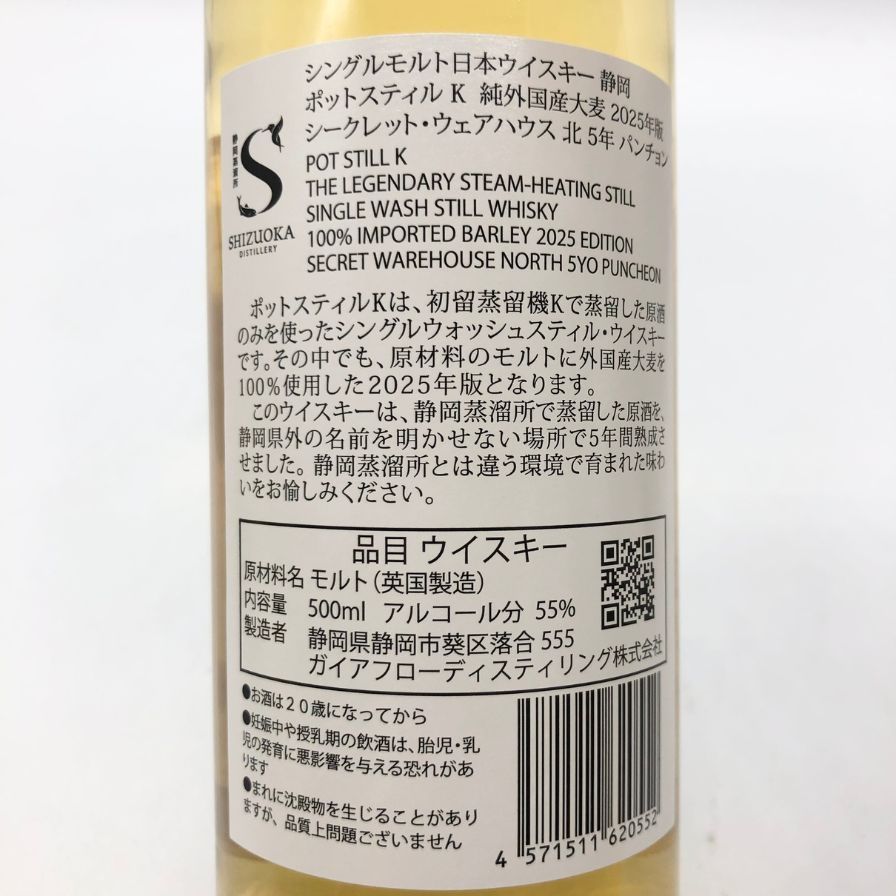 シングルモルト日本ウイスキー 静岡
ポットスティル K 純外国産大麦 2025年版
シークレット・ウェアハウス 北 5年 パンチョン
静岡蒸溜所
S
SHIZUOKA
DISTILLERY
POT STILL K
THE LEGENDARY STEAM-HEATING STILL
SINGLE WASH STILL WHISKY
100% IMPORTED BARLEY 2025 EDITION
SECRET WAREHOUSE NORTH 5YO PUNCHEON
ポットスティルKは、初留蒸留機Kで蒸留した原酒
のみを使ったシングルウォッシュスティル・ウイスキー
です。その中でも、原材料のモルトに外国産大麦を
100%使用した2025年版となります。
このウイスキーは、静岡蒸溜所で蒸留した原酒を、
静岡県外の名前を明かせない場所で5年間熟成さ
せました。静岡蒸溜所とは違う環境で育まれた味わ
いをお愉しみください。
品目 ウイスキー
原材料名 モルト(英国製造)
内容量 500ml アルコール分 55%
製造者 静岡県静岡市葵区落合 555
ガイアフローディスティリング株式会社
●お酒は20歳になってから
●妊娠中や授乳期の飲酒は、胎児・乳
児の発育に悪影響を与える恐れがあ
ります
●まれに沈殿物を生じることがあり
ますが、品質上問題ございません
4 571511 620552